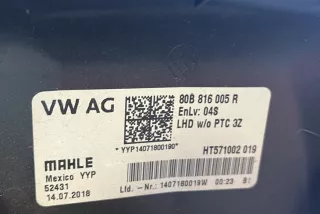 VW AG
80B 816 005 R
EnLv: 04S
LHD w/o PTC 3Z
* YYP14071800190*
HT571002 019
MAHLE
Mexico YYP
52431
14.07.2018
Lfd. -Nr.: 1407180019W 00:23 B1